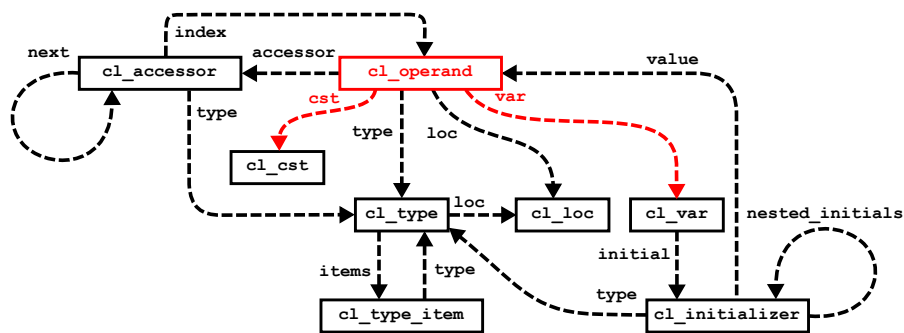 index
next
accessor
value
cl_accessor
cl_operand
cst
var
type
type
loc
cl_cst
loc
cl_type
cl_loc
cl_var
nested_initials
items
type
initial
type
cl_type_item
cl_initializer